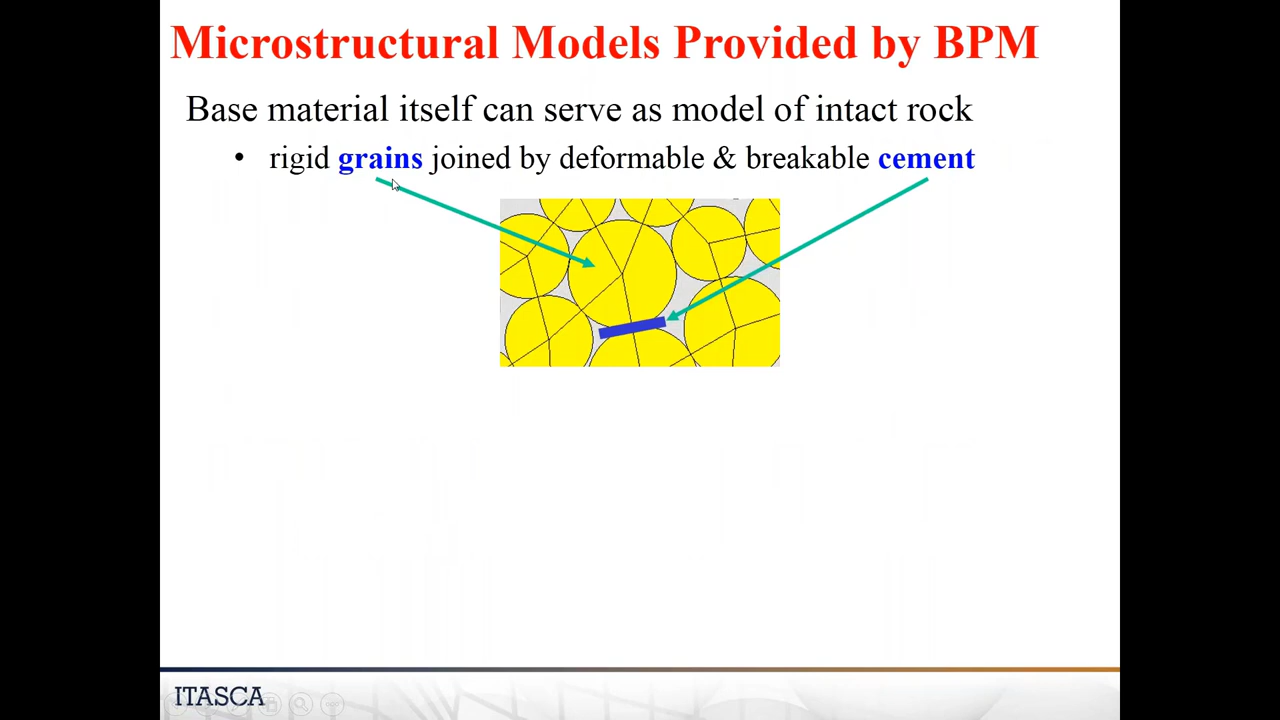 Microstructural Models Provided by BPM
Base material itself can serve as model of intact rock
• rigid grains joined by deformable & breakable cement
ITASCA